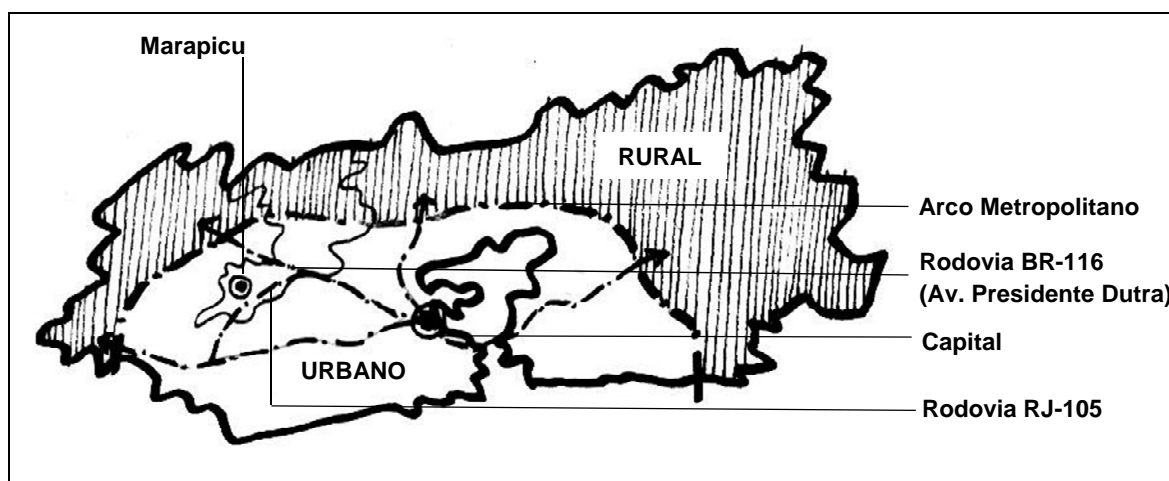 Marapicu
RURAL
Arco Metropolitano
Rodovia BR-116
(Av. Presidente Dutra)
Capital
URBANO
Rodovia RJ-105